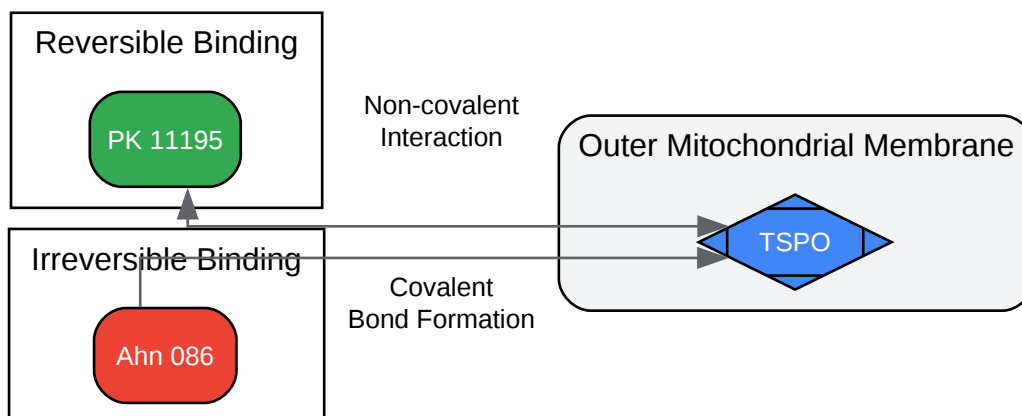 Reversible Binding
PK 11195
Non-covalent
Interaction
Outer Mitochondrial Membrane
TSPO
Irreversible Binding
Ahn 086
Covalent
Bond Formation